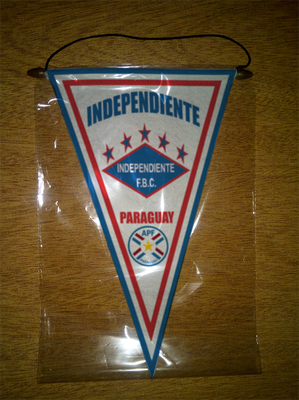 INDEPENDIENTE
INDEPENDIENTE
F.B.C.
PARAGUAY
APF